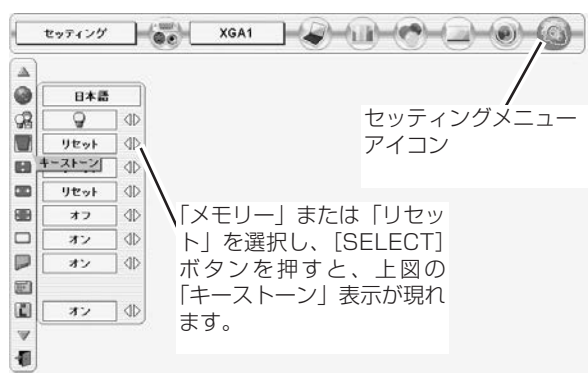 セッティング
XGA1
日本語
リセット
キーストーン
リセット
オフ
オン
オン
オン
セッティングメニュー
アイコン
「メモリー」または「リセッ
ト」を選択し、[SELECT]
ボタンを押すと、上図の
「キーストーン」表示が現れ
ます。